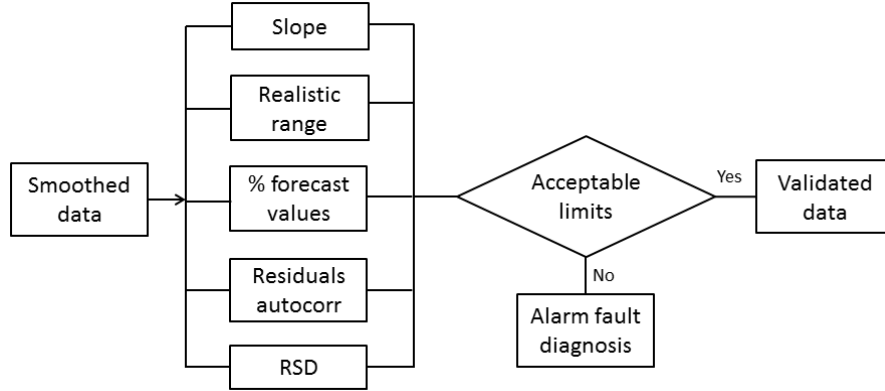 Smoothed
data
Slope
Realistic
range
% forecast
values
Residuals
autocorr
RSD
Acceptable
limits
Yes
Validated
data
No
Alarm fault
diagnosis